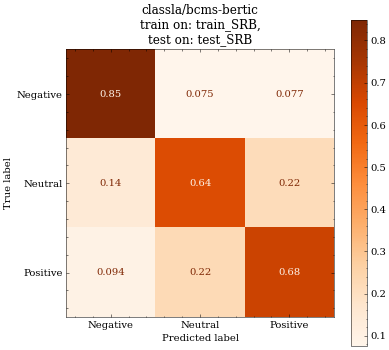 classla/bcms-bertic
train on: train_SRB,
test on: test_SRB
Negative
0.85 0.075 0.077
Neutral
0.14 0.64 0.22
Positive
0.094 0.22 0.68
Negative Neutral Positive
Predicted label
True label
0.8
0.7
0.6
0.5
0.4
0.3
0.2
0.1